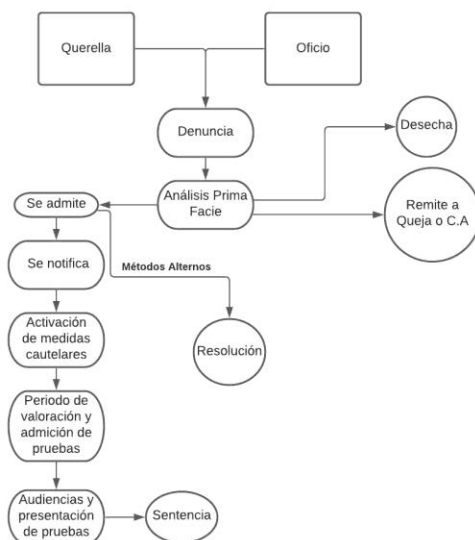 Querella
Oficio
Denuncia
Desecha
Análisis Prima
Facie
Se admite
Remite a
Queja o C.A
Se notifica
Métodos Alternos
Activación
de medidas
cautelares
Resolución
Periodo de
valoración y
admición de
pruebas
Audiencias y
presentación
de pruebas
Sentencia